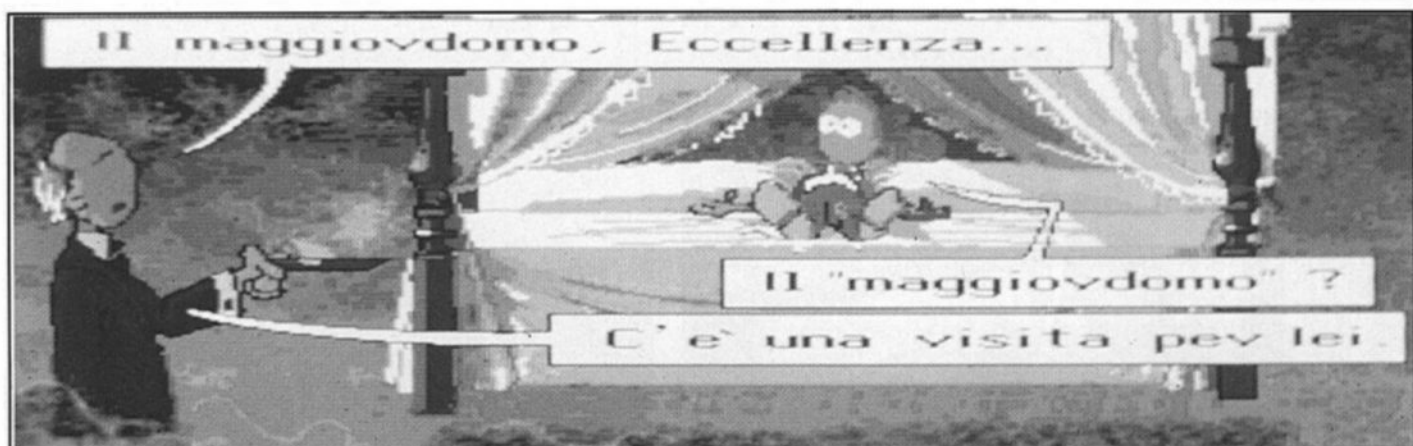 Il maggiovdomo, Eccellenza...
Il "maggiovdomo" ?
C'e' una visita pev lei.